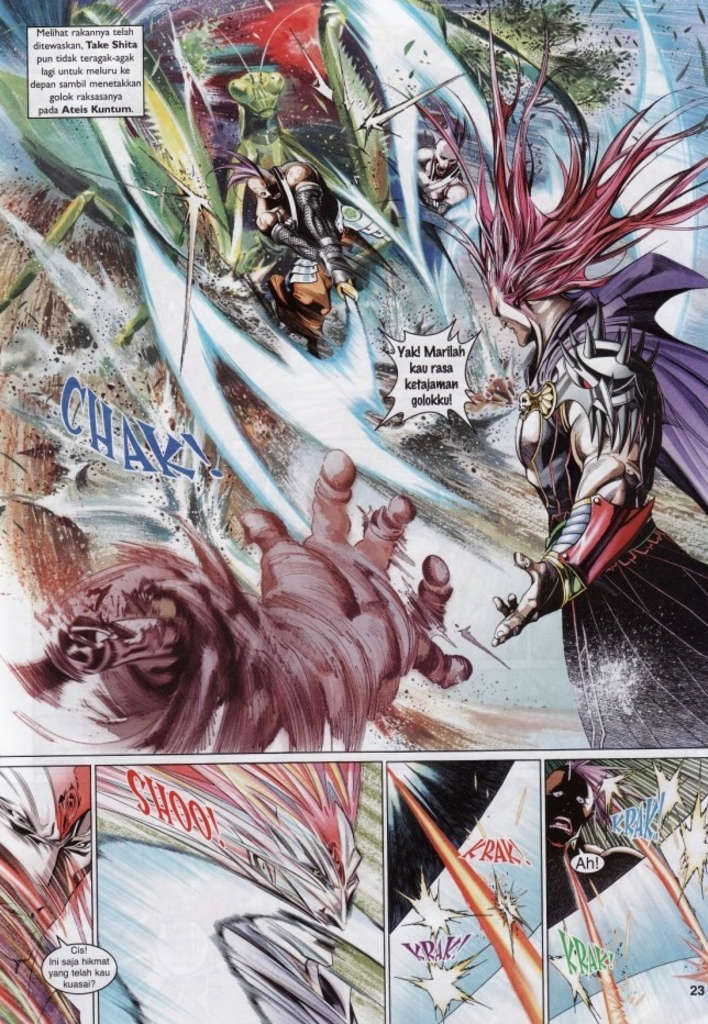 Melihat rakannya telah
ditewaskan, Take Shita
pun tidak teragak-agak
lagi untuk meluru ke
depan sambil menetakkan
golok raksasanya
pada Ateis Kuntum.
Yak! Marilah
kau rasa
ketajaman
golokku!
CHAK!
SHOO!
Cis!
Ini saja hikmat
yang telah kau
kuasai?
KRAK!
KRAK!
KRAK!
Ah!
KRAK!
23